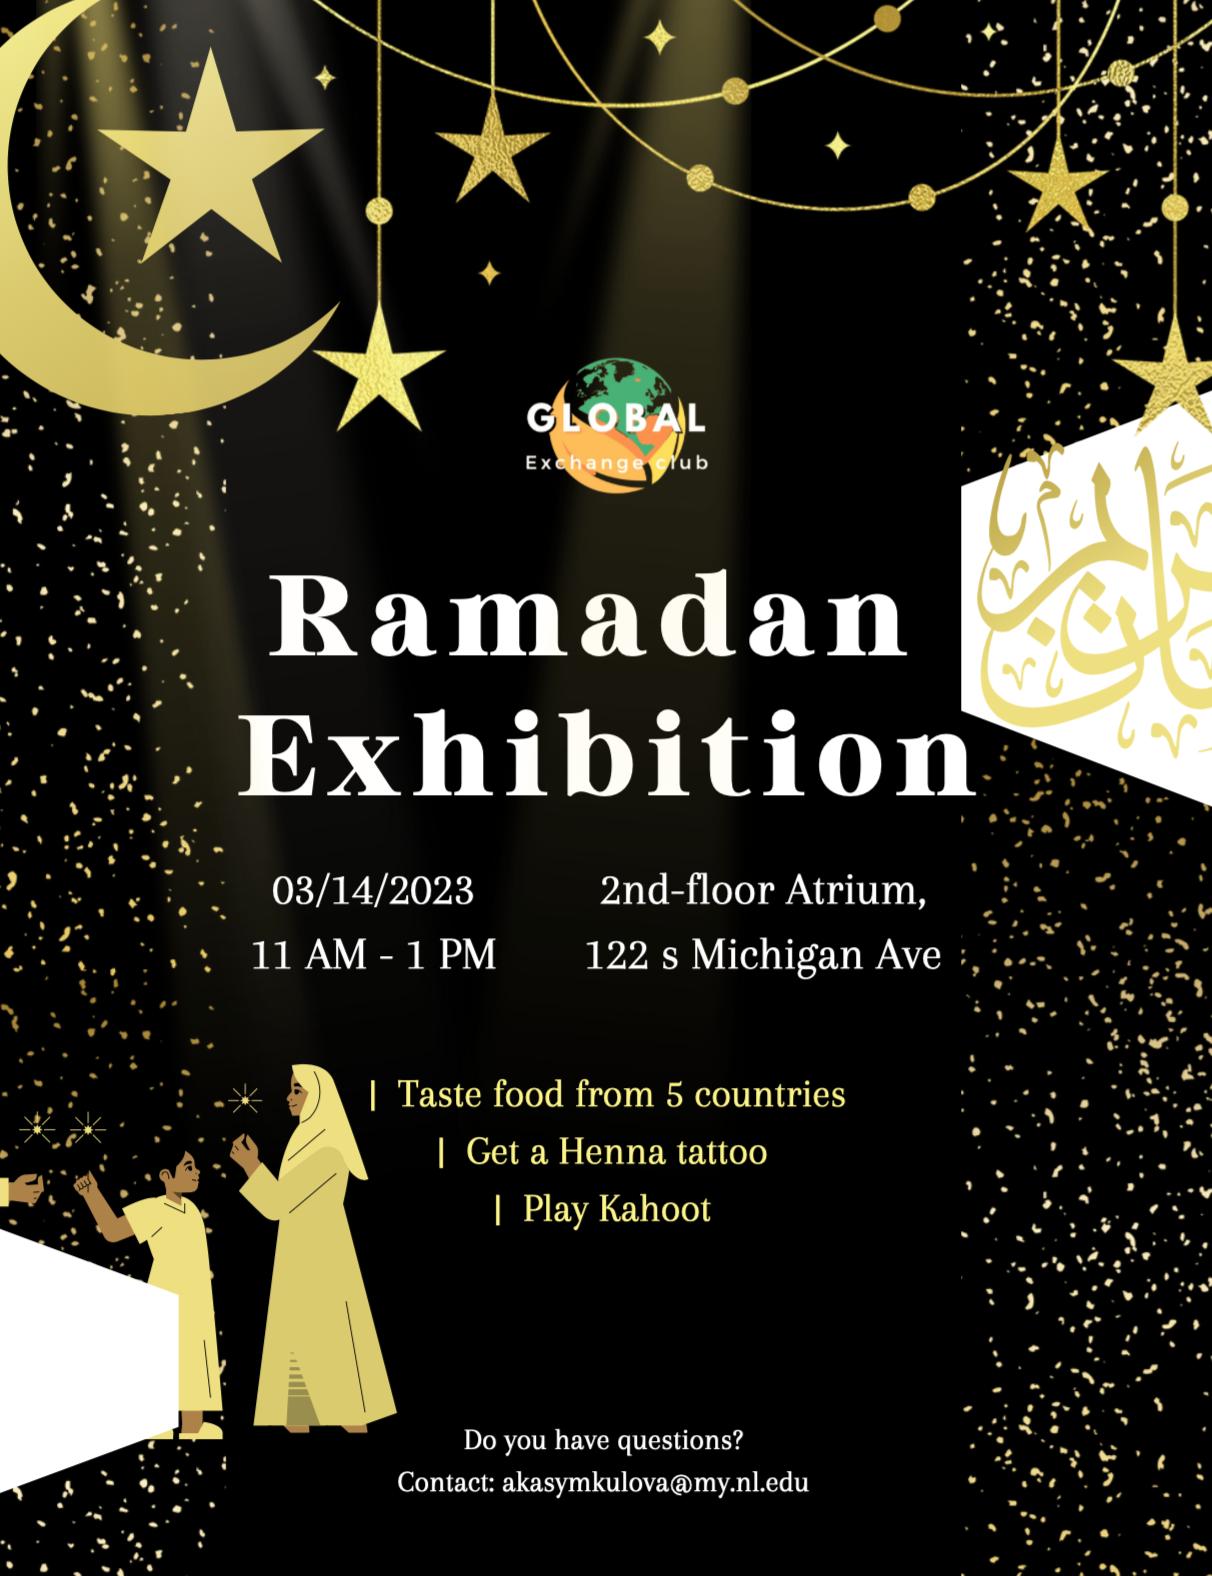 GLOBAL
Exchange club
Ramadan
Exhibition
03/14/2023
11 AM - 1 PM
2nd-floor Atrium,
122 s Michigan Ave
| Taste food from 5 countries
| Get a Henna tattoo
| Play Kahoot
Do you have questions?
Contact: akasymkulova@my.nl.edu